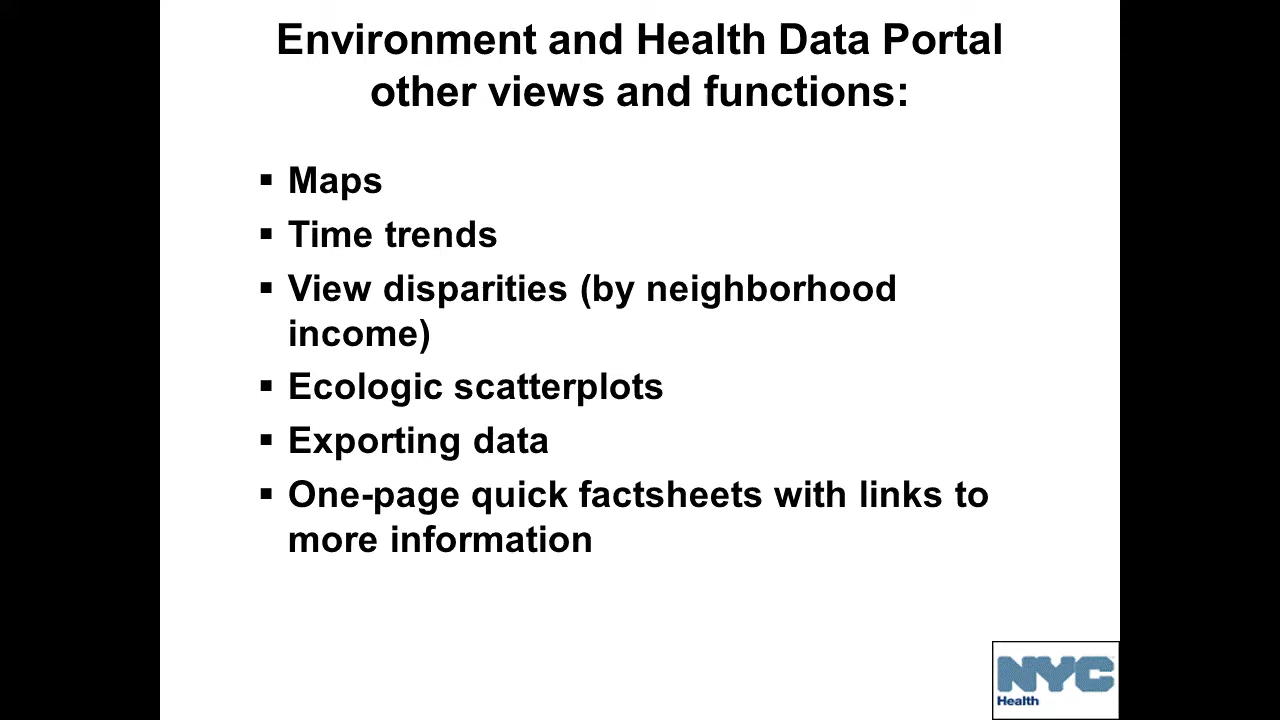 Environment and Health Data Portal
other views and functions:
▪ Maps
▪ Time trends
▪ View disparities (by neighborhood
income)
▪ Ecologic scatterplots
▪ Exporting data
▪ One-page quick factsheets with links to
more information
NYC
Health